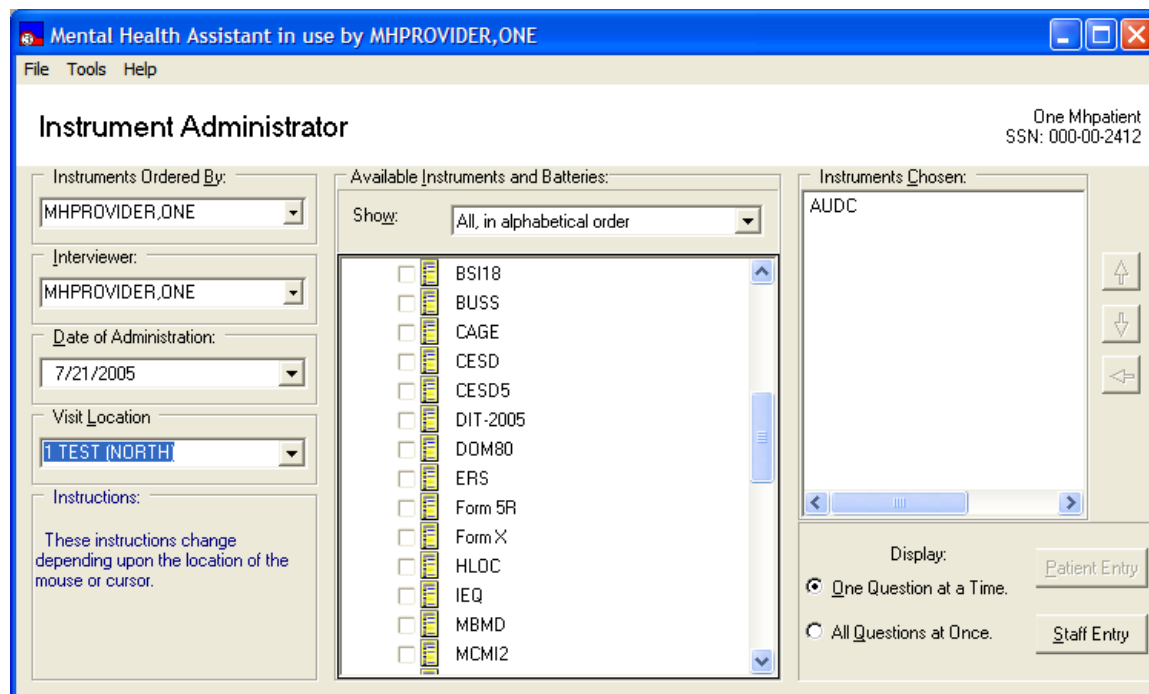 Mental Health Assistant in use by MHPROVIDER,ONE
File Tools Help
Instrument Administrator
One Mhpatient
SSN: 000-00-2412
Instruments Ordered By:
MHPROVIDER,ONE
Interviewer:
MHPROVIDER,ONE
Date of Administration:
7/21/2005
Visit Location
1 TEST (NORTH)
Instructions:
These instructions change
depending upon the location of the
mouse or cursor.
Available Instruments and Batteries:
Show: All, in alphabetical order
BSI18
BUSS
CAGE
CESD
CESD5
DIT-2005
DOM80
ERS
Form 5R
Form X
HLOC
IEQ
MBMD
MCMI2
Instruments Chosen:
AUDC
Display:
One Question at a Time.
All Questions at Once.
Patient Entry
Staff Entry